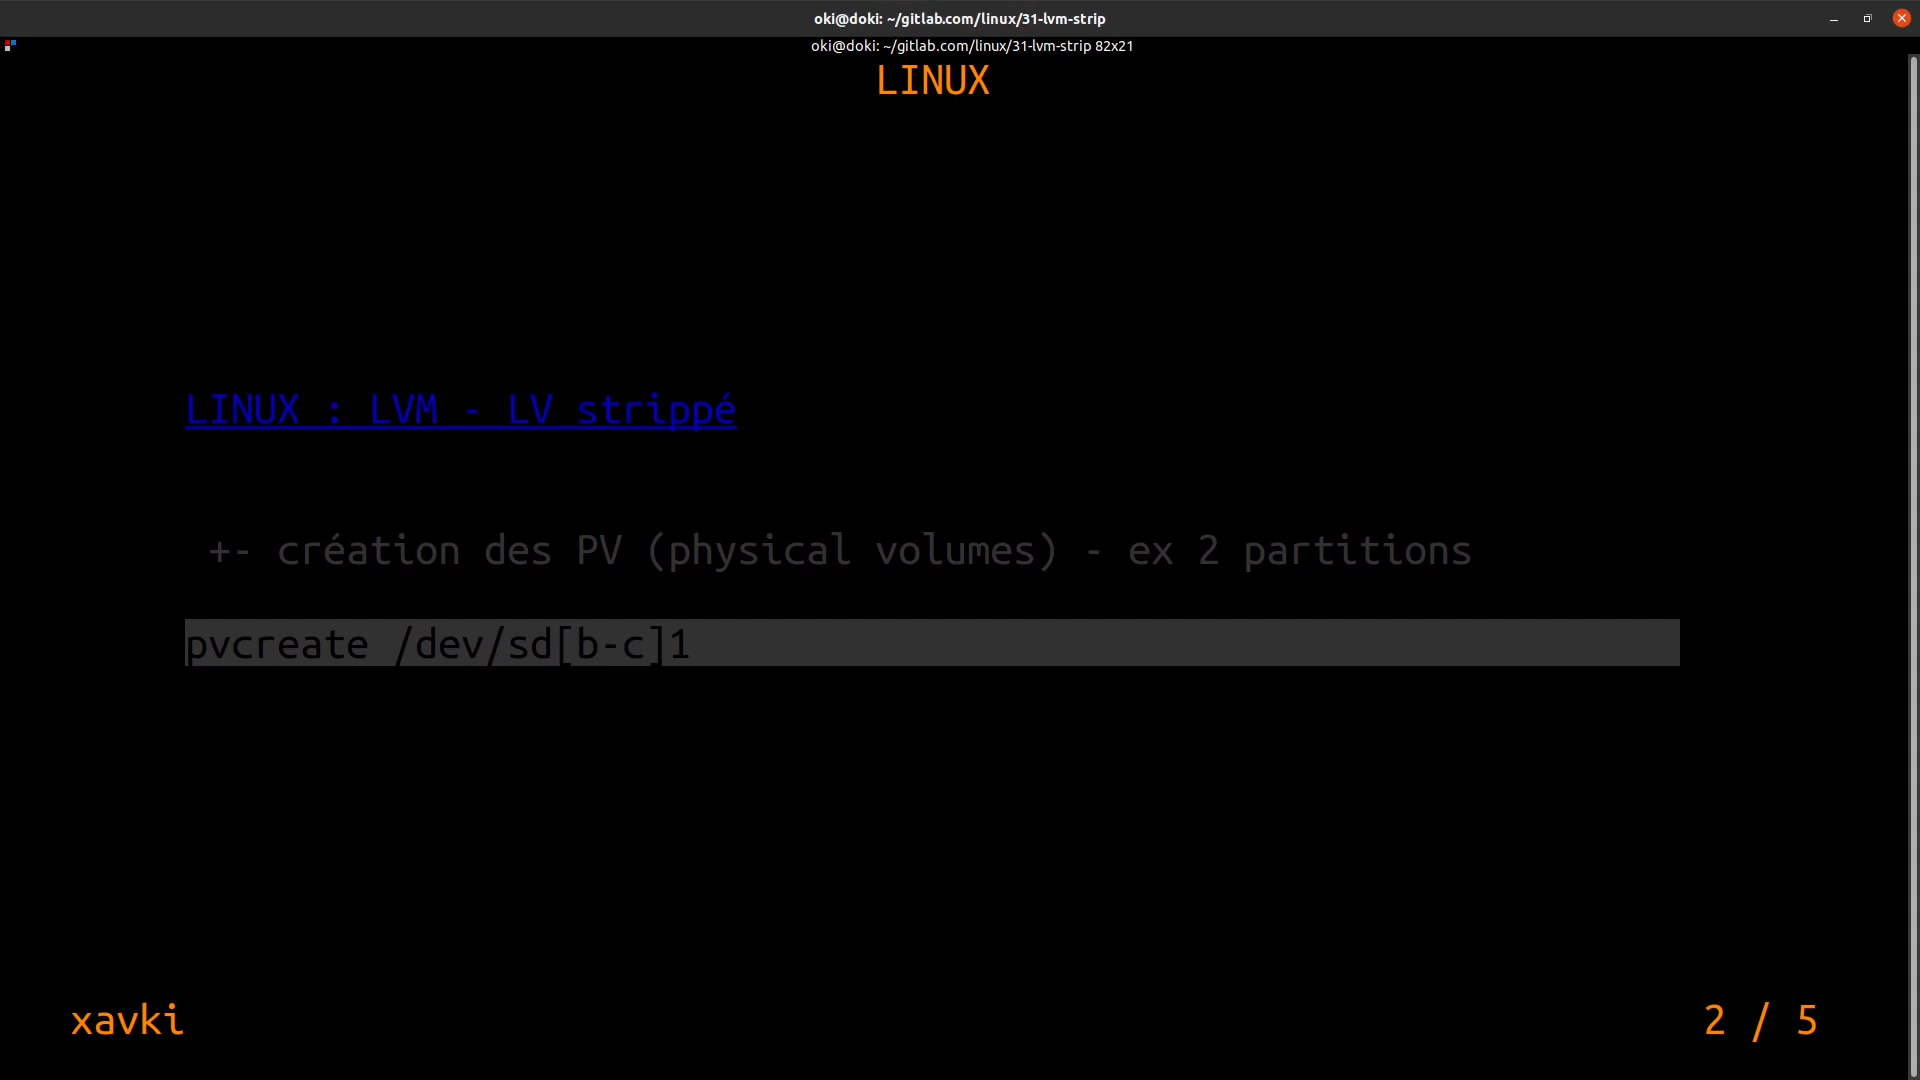 oki@doki: ~/gitlab.com/linux/31-lvm-strip
oki@doki: ~/gitlab.com/linux/31-lvm-strip 82x21
LINUX
LINUX : LVM - LV strippé
+- création des PV (physical volumes) - ex 2 partitions
pvcreate /dev/sd[b-c]1
xavki
2 / 5